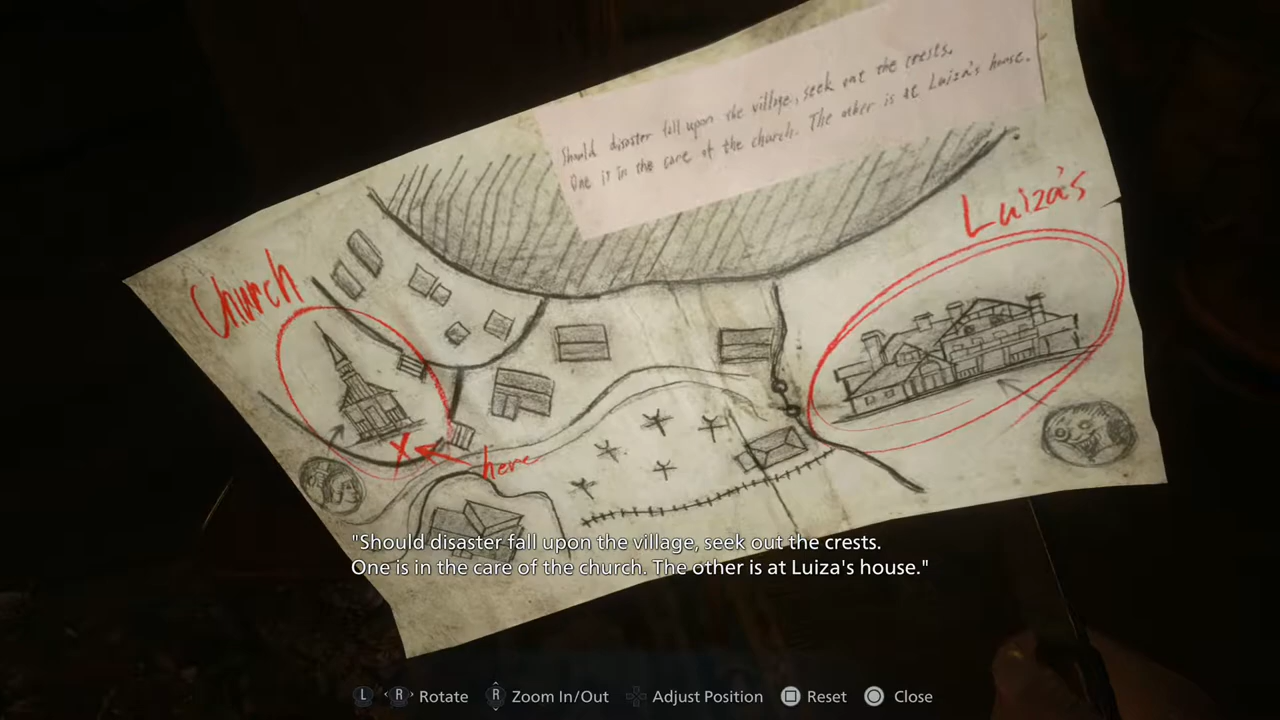 Should disaster fall upon the village, seek out the crests.
One is in the care of the church. The other is at Luiza's house.
Luiza's
Church
here
"Should disaster fall upon the village, seek out the crests.
One is in the care of the church. The other is at Luiza's house."
L R Rotate R Zoom In/Out Adjust Position Reset Close